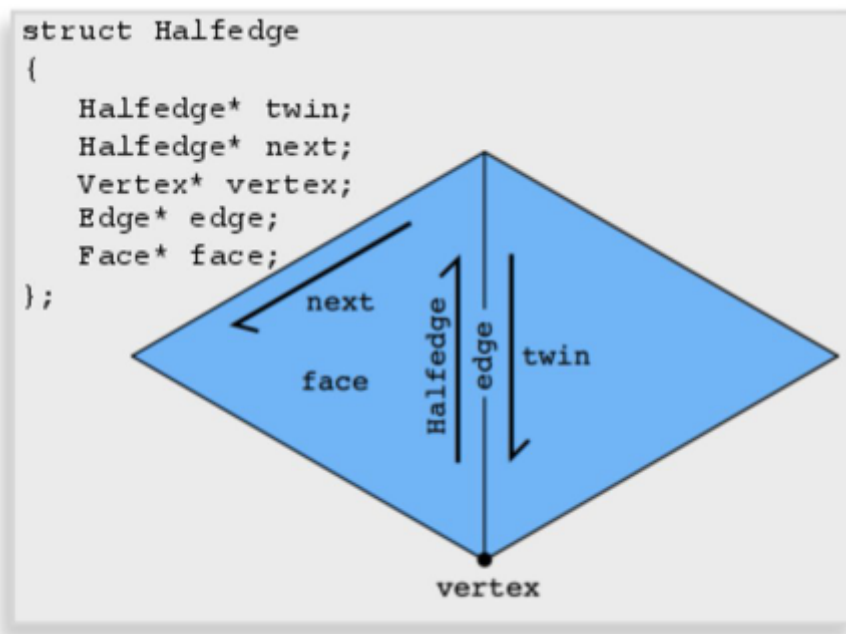 struct Halfedge
{
   Halfedge* twin;
   Halfedge* next;
   Vertex* vertex;
   Edge* edge;
   Face* face;
};
next
face
Halfedge
edge
twin
vertex